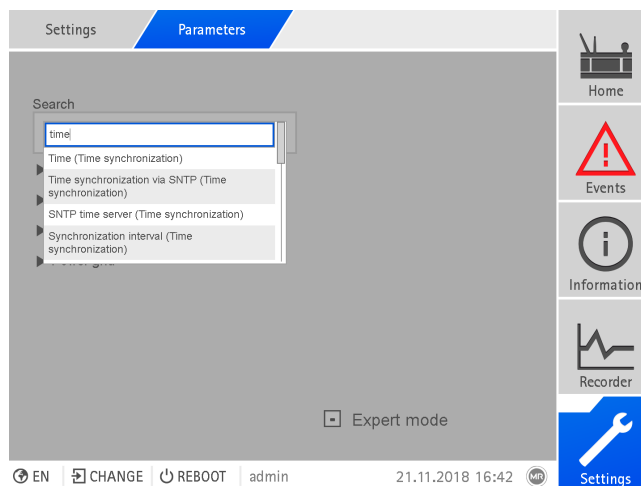 Settings
Parameters
Search
time
Time (Time synchronization)
Time synchronization via SNTP (Time
synchronization)
SNTP time server (Time synchronization)
Synchronization interval (Time
synchronization)
Power grid
Expert mode
EN
CHANGE
REBOOT
admin
21.11.2018 16:42
MR
Home
Events
Information
Recorder
Settings